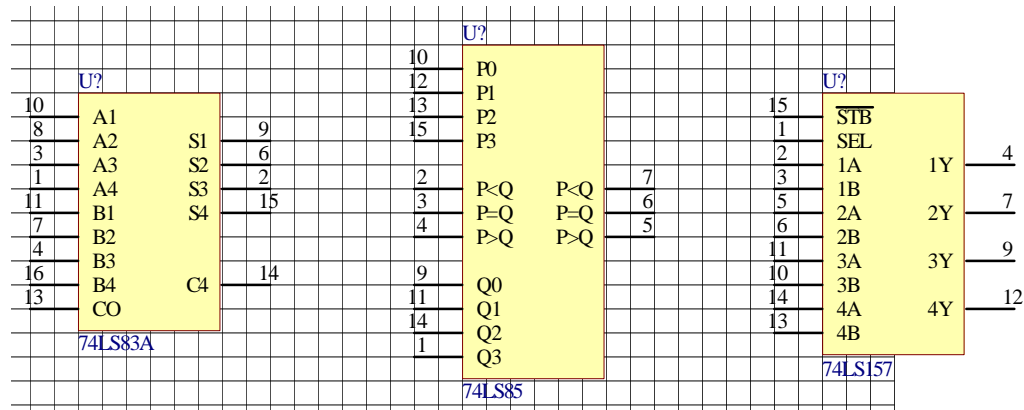 U?
10 A1
8 A2 S1 9
3 A3 S2 6
1 A4 S3 2
11 B1 S4 15
7 B2
4 B3
16 B4 C4 14
13 CO
74LS83A
U?
10 P0
12 P1
13 P2
15 P3
2 P<Q P<Q 7
3 P=Q P=Q 6
4 P>Q P>Q 5
9 Q0
11 Q1
14 Q2
1 Q3
74LS85
U?
15 STB
1 SEL
2 1A 1Y 4
3 1B
5 2A 2Y 7
6 2B
11 3A 3Y 9
10 3B
14 4A 4Y 12
13 4B
74LS157